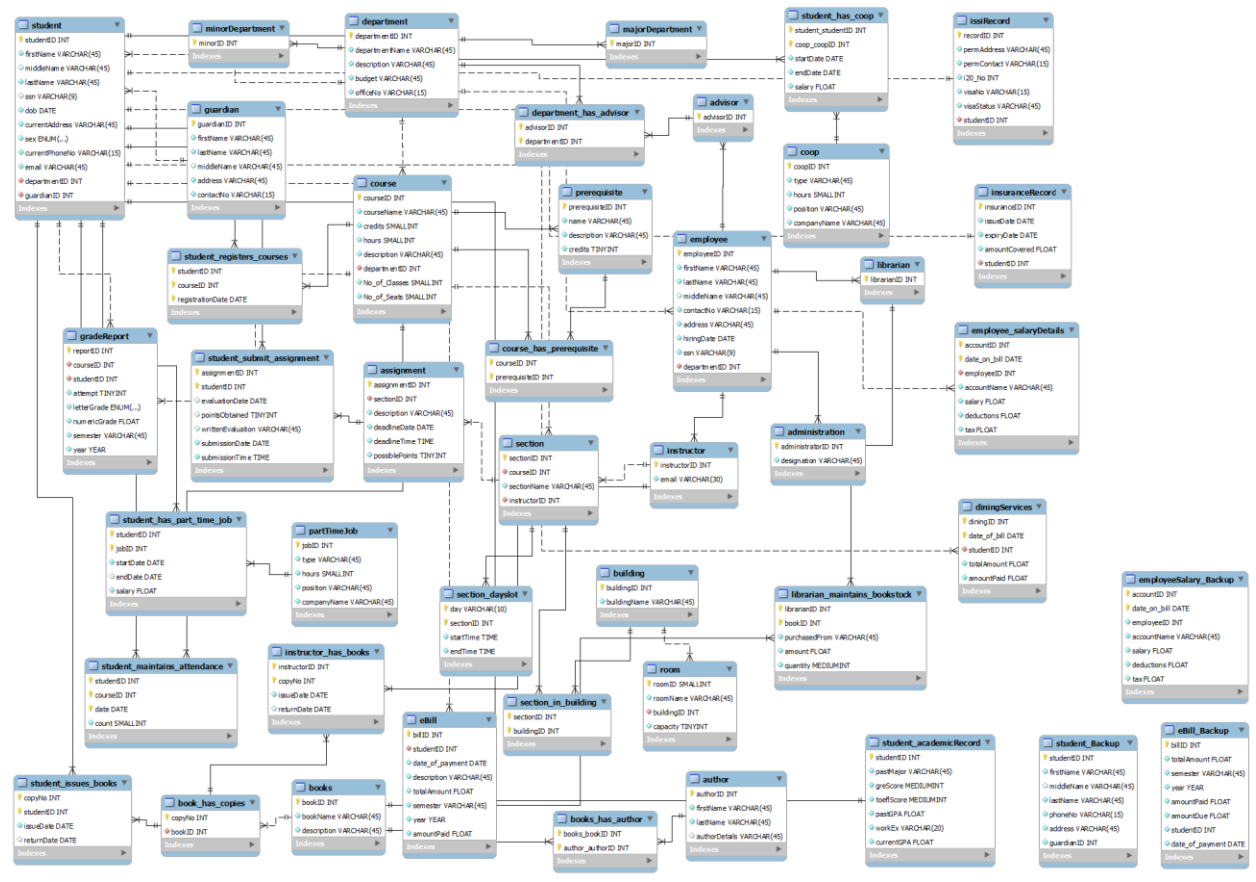 student
studentID INT
firstName VARCHAR(45)
middleName VARCHAR(45)
lastName VARCHAR(45)
ssn VARCHAR(9)
dob DATE
currentAddress VARCHAR(45)
sex ENUM(...)
currentPhoneNo VARCHAR(15)
email VARCHAR(45)
departmentID INT
guardianID INT
Indexes
minorDepartment
minorID INT
Indexes
department
departmentID INT
departmentName VARCHAR(45)
description VARCHAR(45)
budget VARCHAR(45)
officeNo VARCHAR(15)
Indexes
majorDepartment
majorID INT
Indexes
student_has_coop
student_studentID INT
coop_coopID INT
startDate DATE
endDate DATE
salary FLOAT
Indexes
issiRecord
recordID INT
permAddress VARCHAR(45)
permContact VARCHAR(15)
i20_No INT
visaNo VARCHAR(15)
visaStatus VARCHAR(45)
studentID INT
Indexes
guardian
guardianID INT
firstName VARCHAR(45)
lastName VARCHAR(45)
middleName VARCHAR(45)
address VARCHAR(45)
contactNo VARCHAR(15)
Indexes
department_has_advisor
advisorID INT
departmentID INT
Indexes
advisor
advisorID INT
Indexes
coop
coopID INT
type VARCHAR(45)
hours SMALLINT
position VARCHAR(45)
companyName VARCHAR(45)
Indexes
course
courseID INT
courseName VARCHAR(45)
credits SMALLINT
hours SMALLINT
description VARCHAR(45)
departmentID INT
No_of_Classes SMALLINT
No_of_Seats SMALLINT
Indexes
prerequisite
prerequisiteID INT
name VARCHAR(45)
description VARCHAR(45)
credits TINYINT
Indexes
insuranceRecord
insuranceID INT
issueDate DATE
expiryDate DATE
amountCovered FLOAT
studentID INT
Indexes
student_registers_courses
studentID INT
courseID INT
registrationDate DATE
Indexes
employee
employeeID INT
firstName VARCHAR(45)
lastName VARCHAR(45)
middleName VARCHAR(45)
contactNo VARCHAR(15)
address VARCHAR(45)
hiringDate DATE
ssn VARCHAR(9)
departmentID INT
Indexes
librarian
librarianID INT
Indexes
gradeReport
reportID INT
courseID INT
studentID INT
attempt TINYINT
letterGrade ENUM(...)
numericGrade FLOAT
semester VARCHAR(45)
year YEAR
Indexes
student_submit_assignment
assignmentID INT
studentID INT
evaluationDate DATE
pointsObtained TINYINT
writtenEvaluation VARCHAR(45)
submissionDate DATE
submissionTime TIME
Indexes
assignment
assignmentID INT
sectionID INT
description VARCHAR(45)
deadlineDate DATE
deadlineTime TIME
possiblePoints TINYINT
Indexes
course_has_prerequisite
courseID INT
prerequisiteID INT
Indexes
employee_salaryDetails
accountID INT
date_on_bill DATE
employeeID INT
accountName VARCHAR(45)
salary FLOAT
deductions FLOAT
tax FLOAT
Indexes
section
sectionID INT
courseID INT
sectionName VARCHAR(45)
instructorID INT
Indexes
instructor
instructorID INT
email VARCHAR(30)
Indexes
administration
administratorID INT
designation VARCHAR(45)
Indexes
student_has_part_time_job
studentID INT
jobID INT
startDate DATE
endDate DATE
salary FLOAT
Indexes
partTimeJob
jobID INT
type VARCHAR(45)
hours SMALLINT
position VARCHAR(45)
companyName VARCHAR(45)
Indexes
diningServices
diningID INT
date_of_bill DATE
studentID INT
totalAmount FLOAT
amountPaid FLOAT
Indexes
section_dayslot
day VARCHAR(10)
sectionID INT
startTime TIME
endTime TIME
Indexes
building
buildingID INT
buildingName VARCHAR(45)
Indexes
librarian_maintains_bookstock
librarianID INT
bookID INT
purchasedFrom VARCHAR(45)
amount FLOAT
quantity MEDIUMINT
Indexes
employeeSalary_Backup
accountID INT
date_on_bill DATE
employeeID INT
accountName VARCHAR(45)
salary FLOAT
deductions FLOAT
tax FLOAT
Indexes
student_maintains_attendance
studentID INT
courseID INT
date DATE
count SMALLINT
Indexes
instructor_has_books
instructorID INT
copyNo INT
issueDate DATE
returnDate DATE
Indexes
room
roomID SMALLINT
roomName VARCHAR(45)
buildingID INT
capacity TINYINT
Indexes
section_in_building
sectionID INT
buildingID INT
Indexes
eBill
billID INT
studentID INT
date_of_payment DATE
description VARCHAR(45)
totalAmount FLOAT
semester VARCHAR(45)
year YEAR
amountPaid FLOAT
Indexes
student_academicRecord
studentID INT
pastMajor VARCHAR(45)
greScore MEDIUMINT
toeflScore MEDIUMINT
pastGPA FLOAT
workEx VARCHAR(20)
currentGPA FLOAT
Indexes
student_Backup
studentID INT
firstName VARCHAR(45)
middleName VARCHAR(45)
lastName VARCHAR(45)
phoneNo VARCHAR(15)
address VARCHAR(45)
guardianID INT
Indexes
eBill_Backup
billID INT
totalAmount FLOAT
semester VARCHAR(45)
year YEAR
amountPaid FLOAT
amountDue FLOAT
studentID INT
date_of_payment DATE
Indexes
student_issues_books
copyNo INT
studentID INT
issueDate DATE
returnDate DATE
Indexes
book_has_copies
copyNo INT
bookID INT
Indexes
books
bookID INT
bookName VARCHAR(45)
description VARCHAR(45)
Indexes
books_has_author
books_bookID INT
author_authorID INT
Indexes
author
authorID INT
firstName VARCHAR(45)
lastName VARCHAR(45)
authorDetails VARCHAR(45)
Indexes